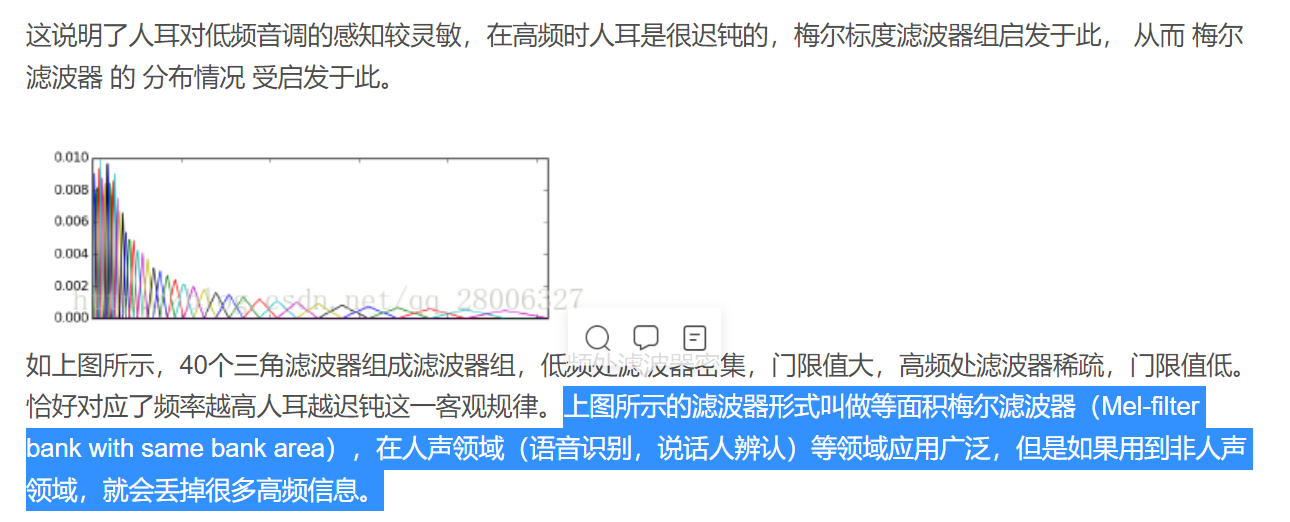 这说明了人耳对低频音调的感知较灵敏，在高频时人耳是很迟钝的，梅尔标度滤波器组启发于此， 从而 梅尔
滤波器 的 分布情况 受启发于此。
0.010
0.008
0.006
0.004
0.002
0.000
csdn.net/qq_28006327
如上图所示，40个三角滤波器组成滤波器组，低频处滤波器密集，门限值大，高频处滤波器稀疏，门限值低。
恰好对应了频率越高人耳越迟钝这一客观规律。上图所示的滤波器形式叫做等面积梅尔滤波器（Mel-filter
bank with same bank area），在人声领域（语音识别，说话人辨认）等领域应用广泛，但是如果用到非人声
领域，就会丢掉很多高频信息。